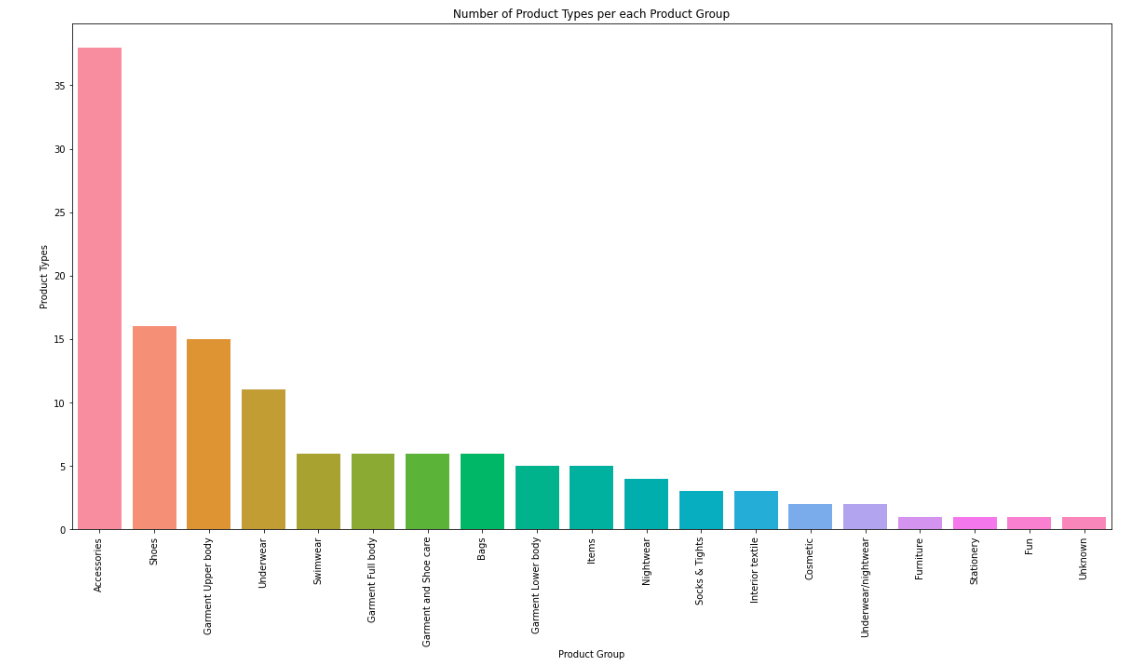 Number of Product Types per each Product Group
Product Types
35
30
25
20
15
10
5
0
Accessories
Shoes
Garment Upper body
Underwear
Swimwear
Garment Full body
Garment and Shoe care
Bags
Garment Lower body
Items
Nightwear
Socks & Tights
Interior textile
Cosmetic
Underwear/nightwear
Furniture
Stationery
Fun
Unknown
Product Group